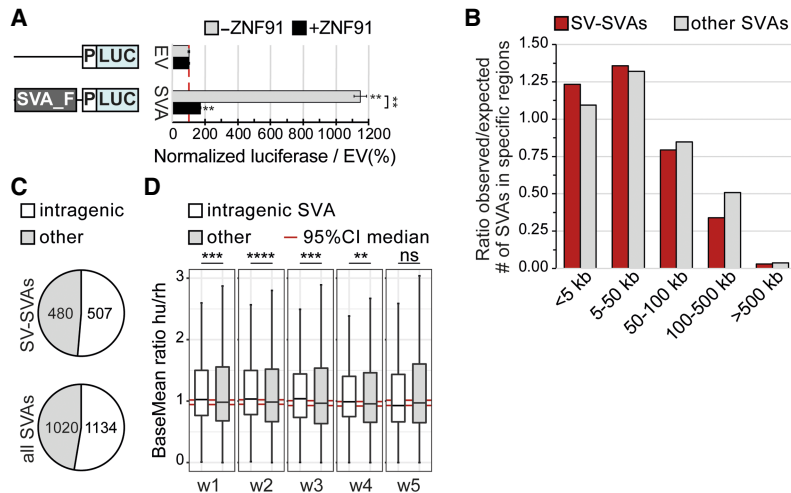 A
–ZNF91 +ZNF91
P LUC
EV
SVA_F P LUC
SVA
**
**
**
0 200 400 600 800 1000 1200
Normalized luciferase / EV(%)
B
SV-SVAs other SVAs
Ratio observed/expected
# of SVAs in specific regions
1.50
1.25
1.00
0.75
0.50
0.25
0.00
<5 kb
5-50 kb
50-100 kb
100-500 kb
>500 kb
C
intragenic
other
SV-SVAs
480 507
all SVAs
1020 1134
D
intragenic SVA
other 95%CI median
*** **** *** ** ns
BaseMean ratio hu/rh
3
2
1
0
w1 w2 w3 w4 w5